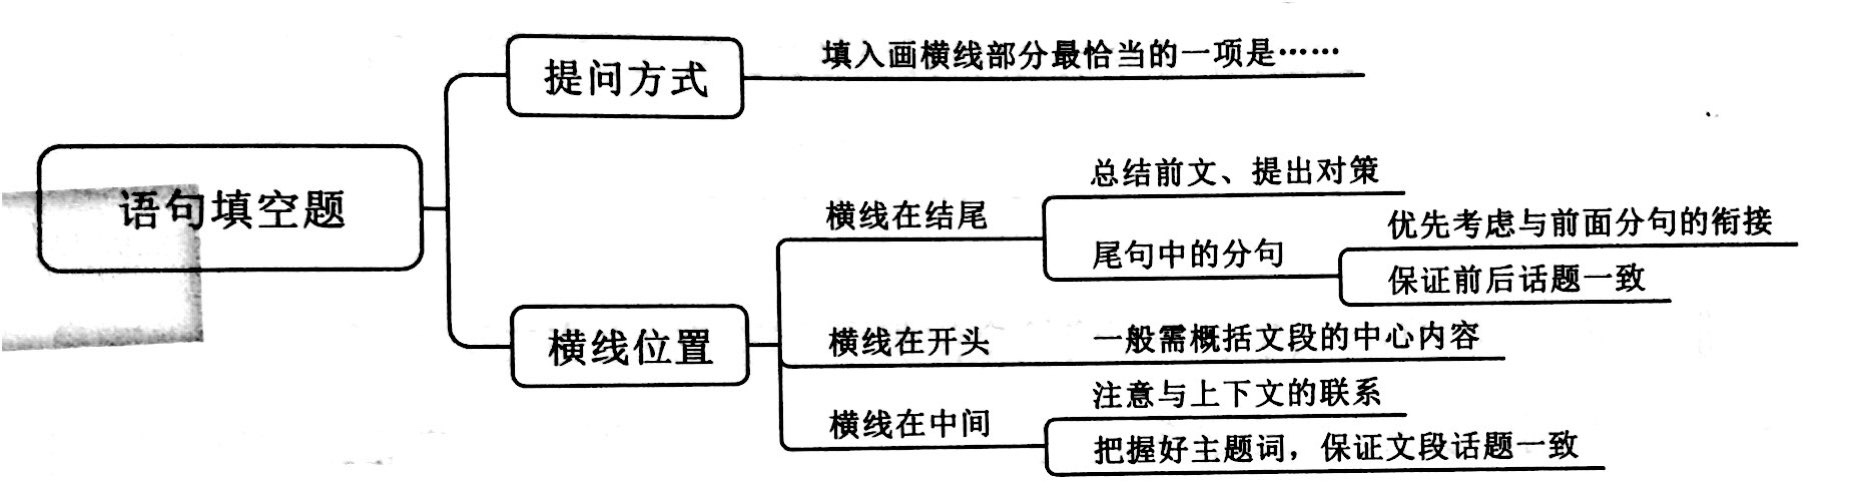 语句填空题
提问方式
填入画横线部分最恰当的一项是……
横线位置
横线在结尾
总结前文、提出对策
尾句中的分句
优先考虑与前面分句的衔接
保证前后话题一致
横线在开头
一般需概括文段的中心内容
横线在中间
注意与上下文的联系
把握好主题词，保证文段话题一致